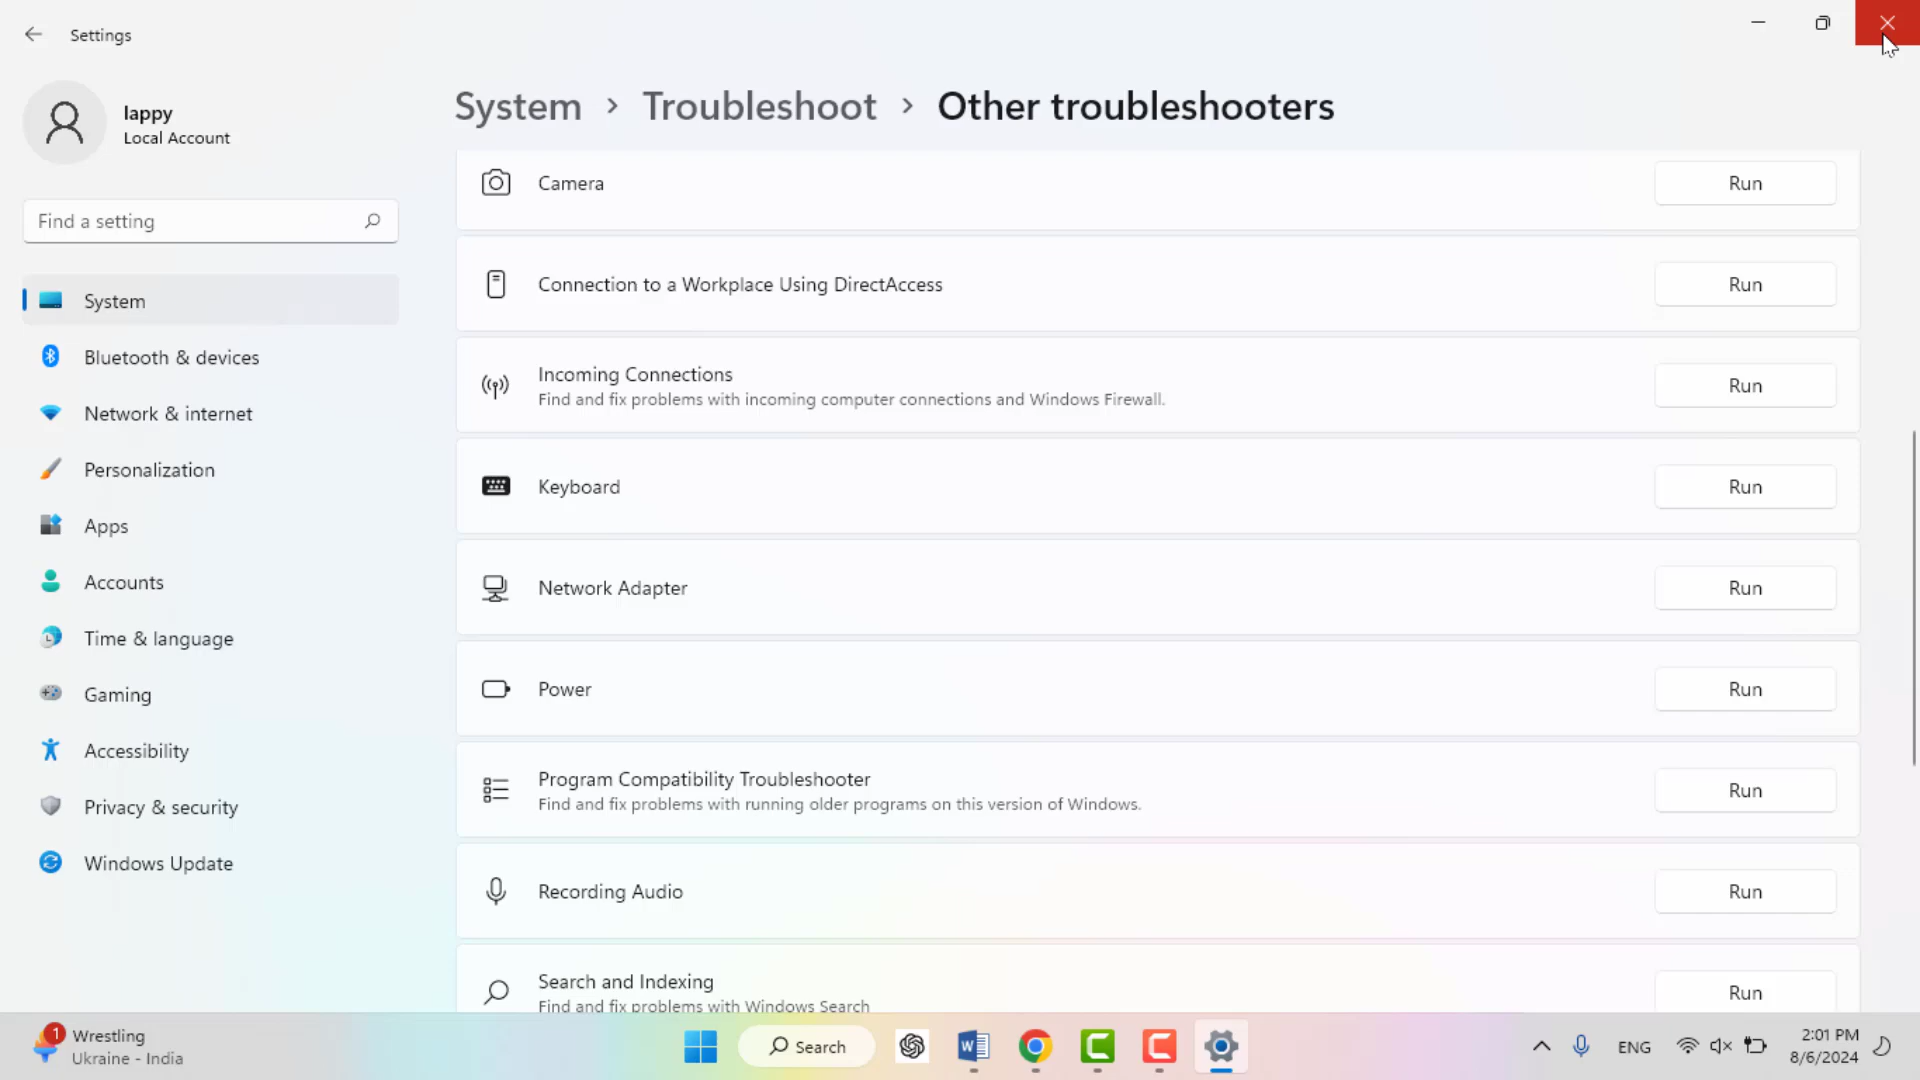 Settings
lappy
Local Account
Find a setting
System
Bluetooth & devices
Network & internet
Personalization
Apps
Accounts
Time & language
Gaming
Accessibility
Privacy & security
Windows Update
System > Troubleshoot > Other troubleshooters
Camera
Run
Connection to a Workplace Using DirectAccess
Run
Incoming Connections
Find and fix problems with incoming computer connections and Windows Firewall.
Run
Keyboard
Run
Network Adapter
Run
Power
Run
Program Compatibility Troubleshooter
Find and fix problems with running older programs on this version of Windows.
Run
Recording Audio
Run
Search and Indexing
Find and fix problems with Windows Search
Run
1
Wrestling
Ukraine - India
Search
W
ENG
2:01 PM
8/6/2024